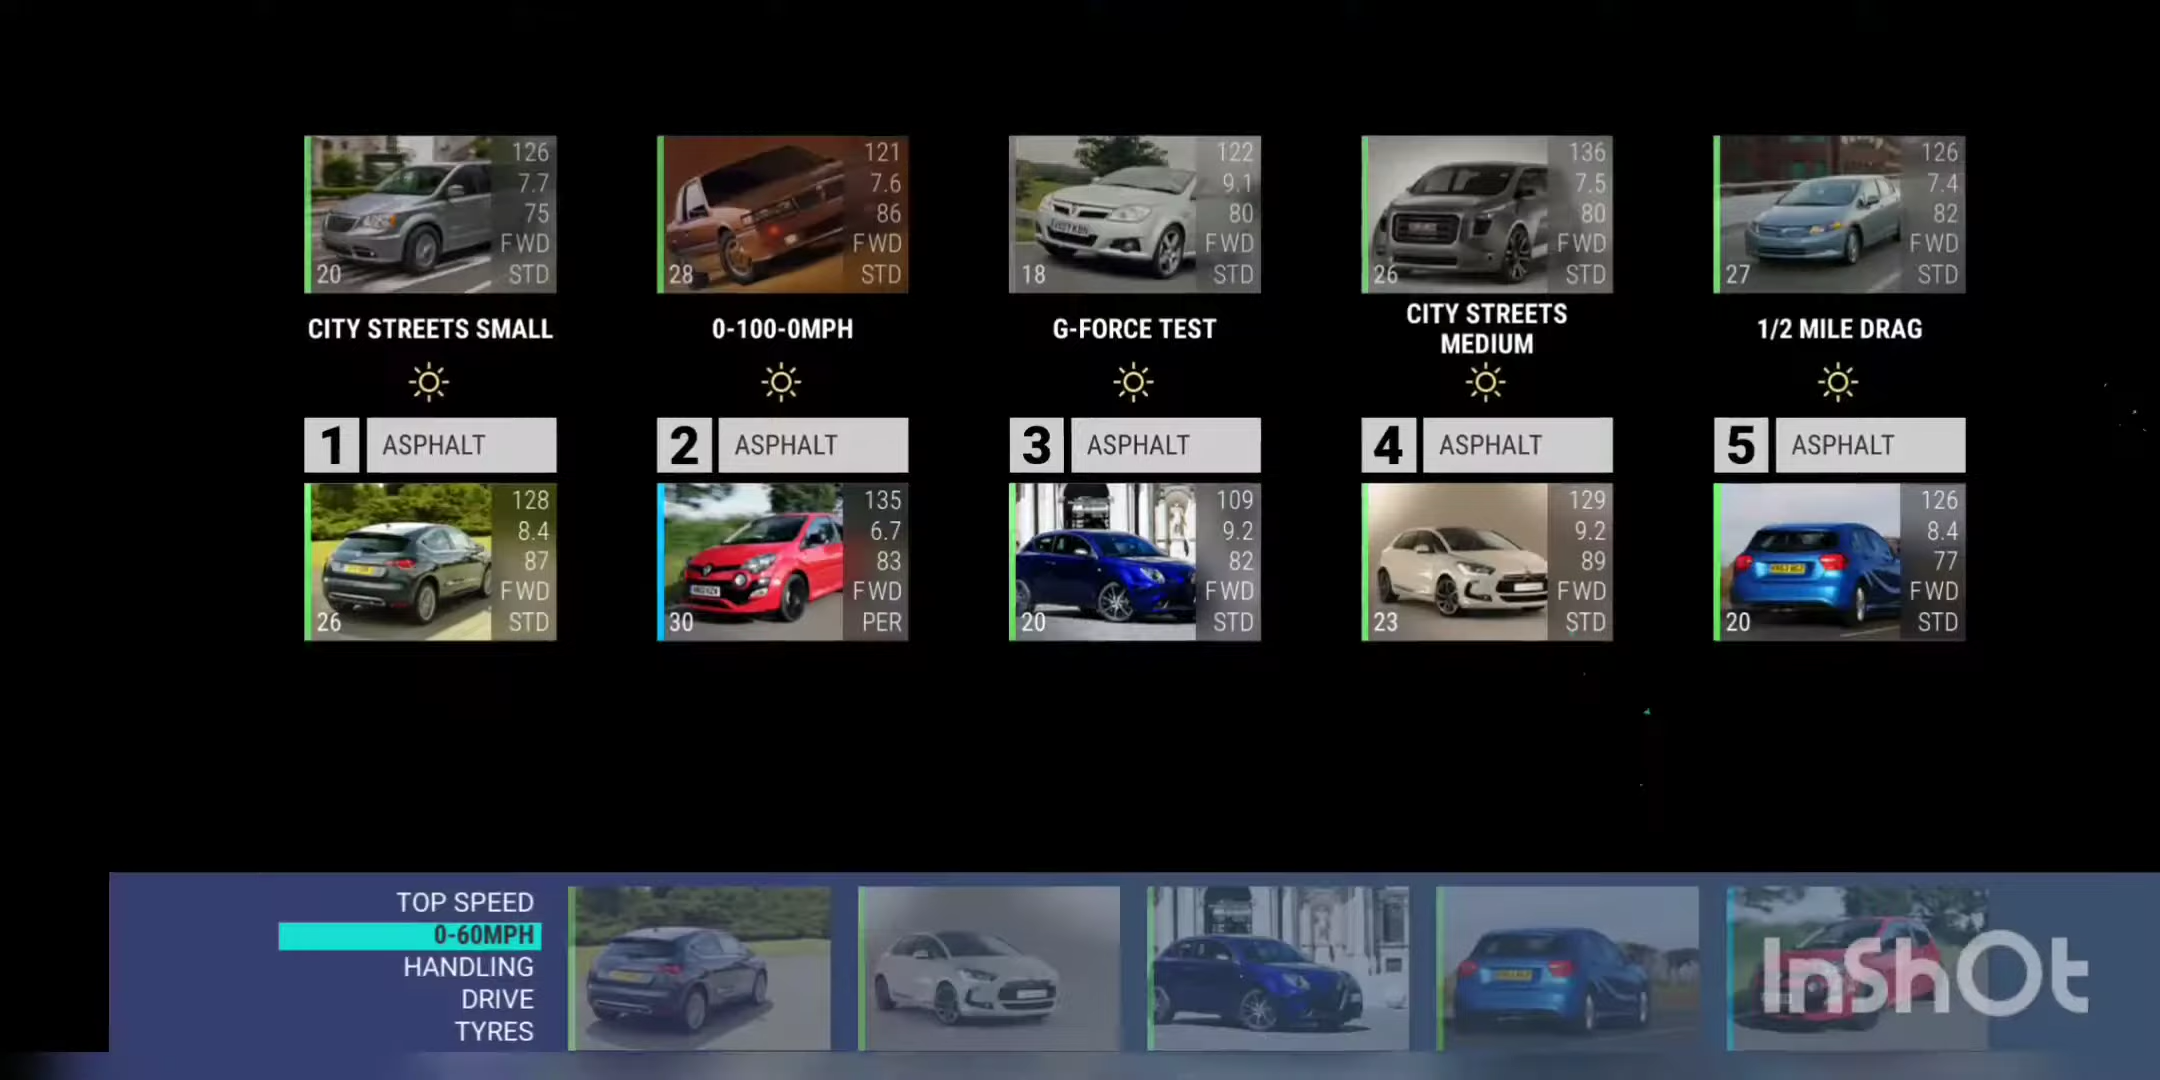 126
7.7
75
FWD
20 STD
121
7.6
86
FWD
28 STD
122
9.1
80
FWD
18 STD
136
7.5
80
FWD
26 STD
126
7.4
82
FWD
27 STD
CITY STREETS SMALL
0-100-0MPH
G-FORCE TEST
CITY STREETS
MEDIUM
1/2 MILE DRAG
1 ASPHALT
2 ASPHALT
3 ASPHALT
4 ASPHALT
5 ASPHALT
128
8.4
87
FWD
26 STD
135
6.7
83
FWD
30 PER
109
9.2
82
FWD
20 STD
129
9.2
89
FWD
23 STD
126
8.4
77
FWD
20 STD
TOP SPEED
0-60MPH
HANDLING
DRIVE
TYRES
InShOt